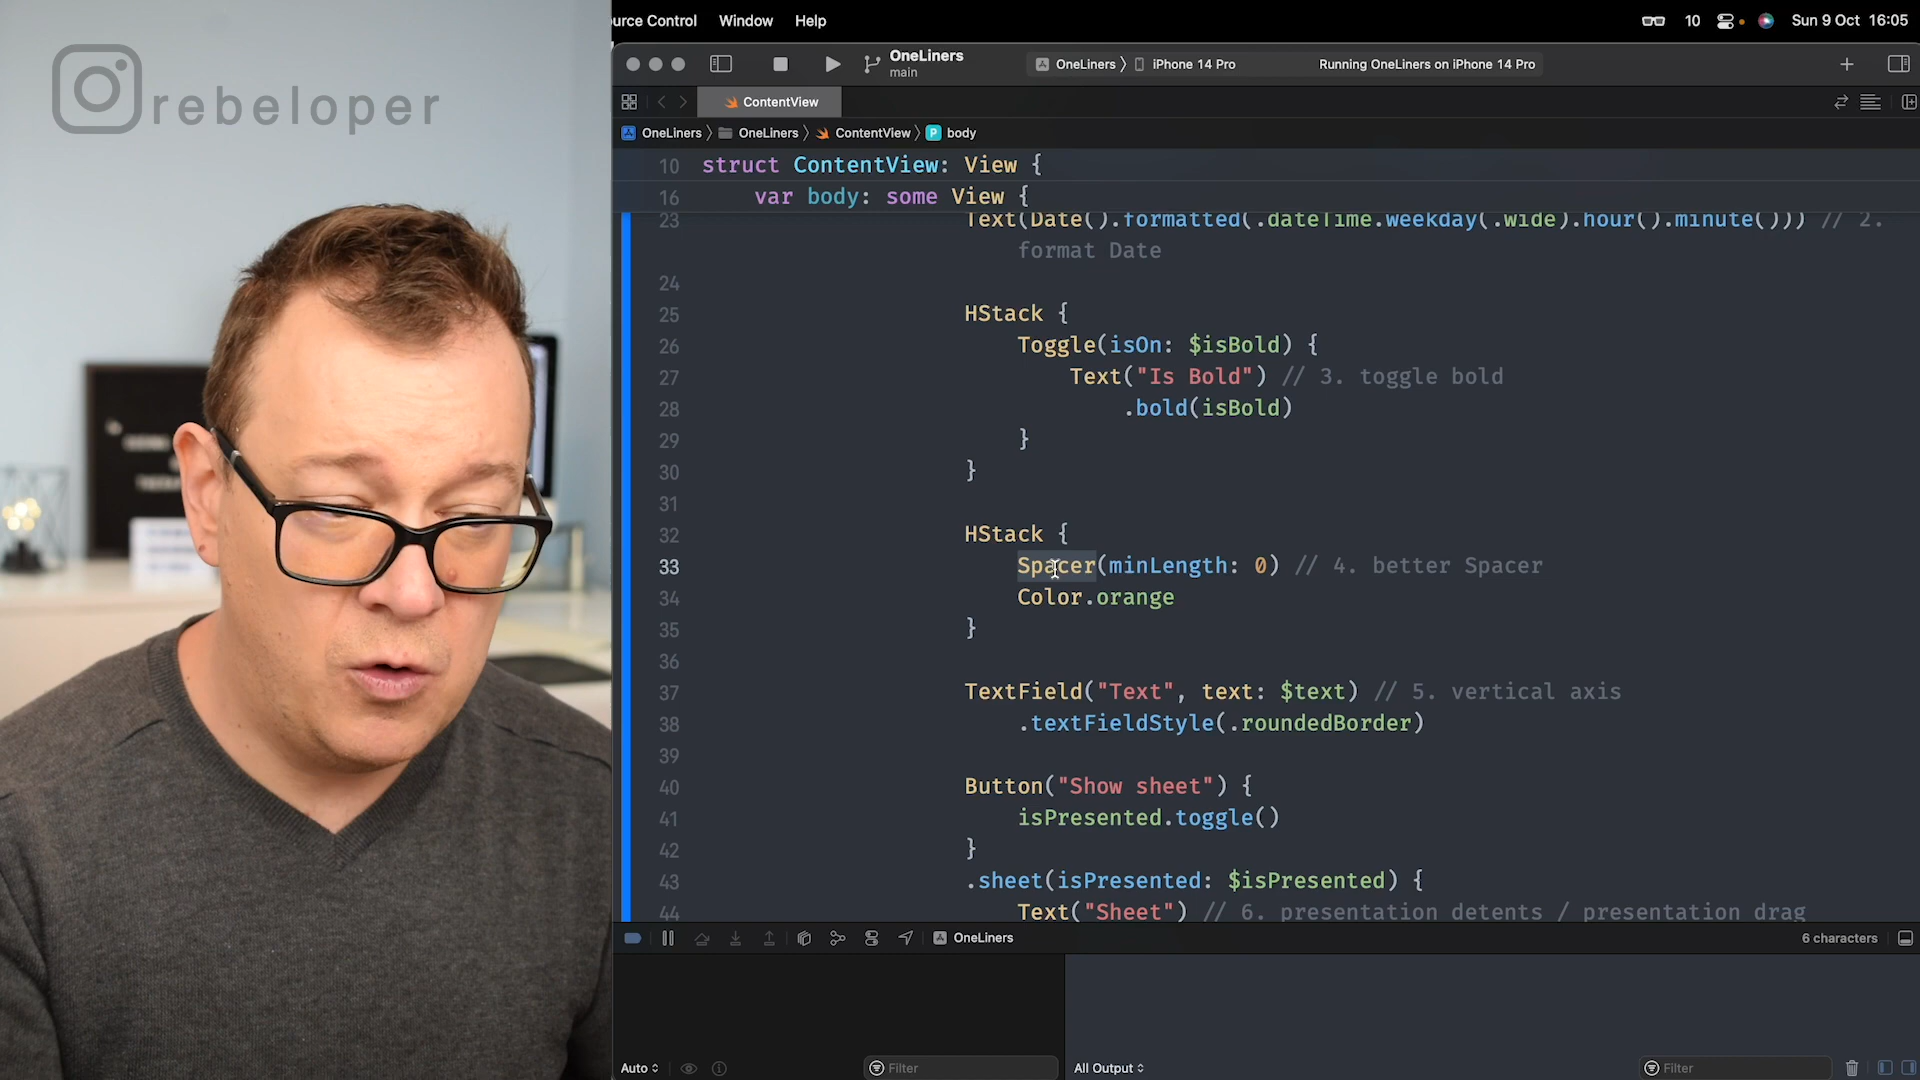 rebeloper
urce Control Window Help
10 Sun 9 Oct 16:05
OneLiners
main
OneLiners 〉 iPhone 14 Pro
Running OneLiners on iPhone 14 Pro
ContentView
OneLiners 〉 OneLiners 〉 ContentView 〉 P body
10 struct ContentView: View {
16 var body: some View {
23 Text(Date().formatted(.dateTime.weekday(.wide).hour().minute())) // 2.
format Date
24
25 HStack {
26 Toggle(isOn: $isBold) {
27 Text("Is Bold") // 3. toggle bold
28 .bold(isBold)
29 }
30 }
31
32 HStack {
33 Spacer(minLength: 0) // 4. better Spacer
34 Color.orange
35 }
36
37 TextField("Text", text: $text) // 5. vertical axis
38 .textFieldStyle(.roundedBorder)
39
40 Button("Show sheet") {
41 isPresented.toggle()
42 }
43 .sheet(isPresented: $isPresented) {
44 Text("Sheet") // 6. presentation detents / presentation drag
OneLiners
6 characters
Auto
Filter
All Output
Filter